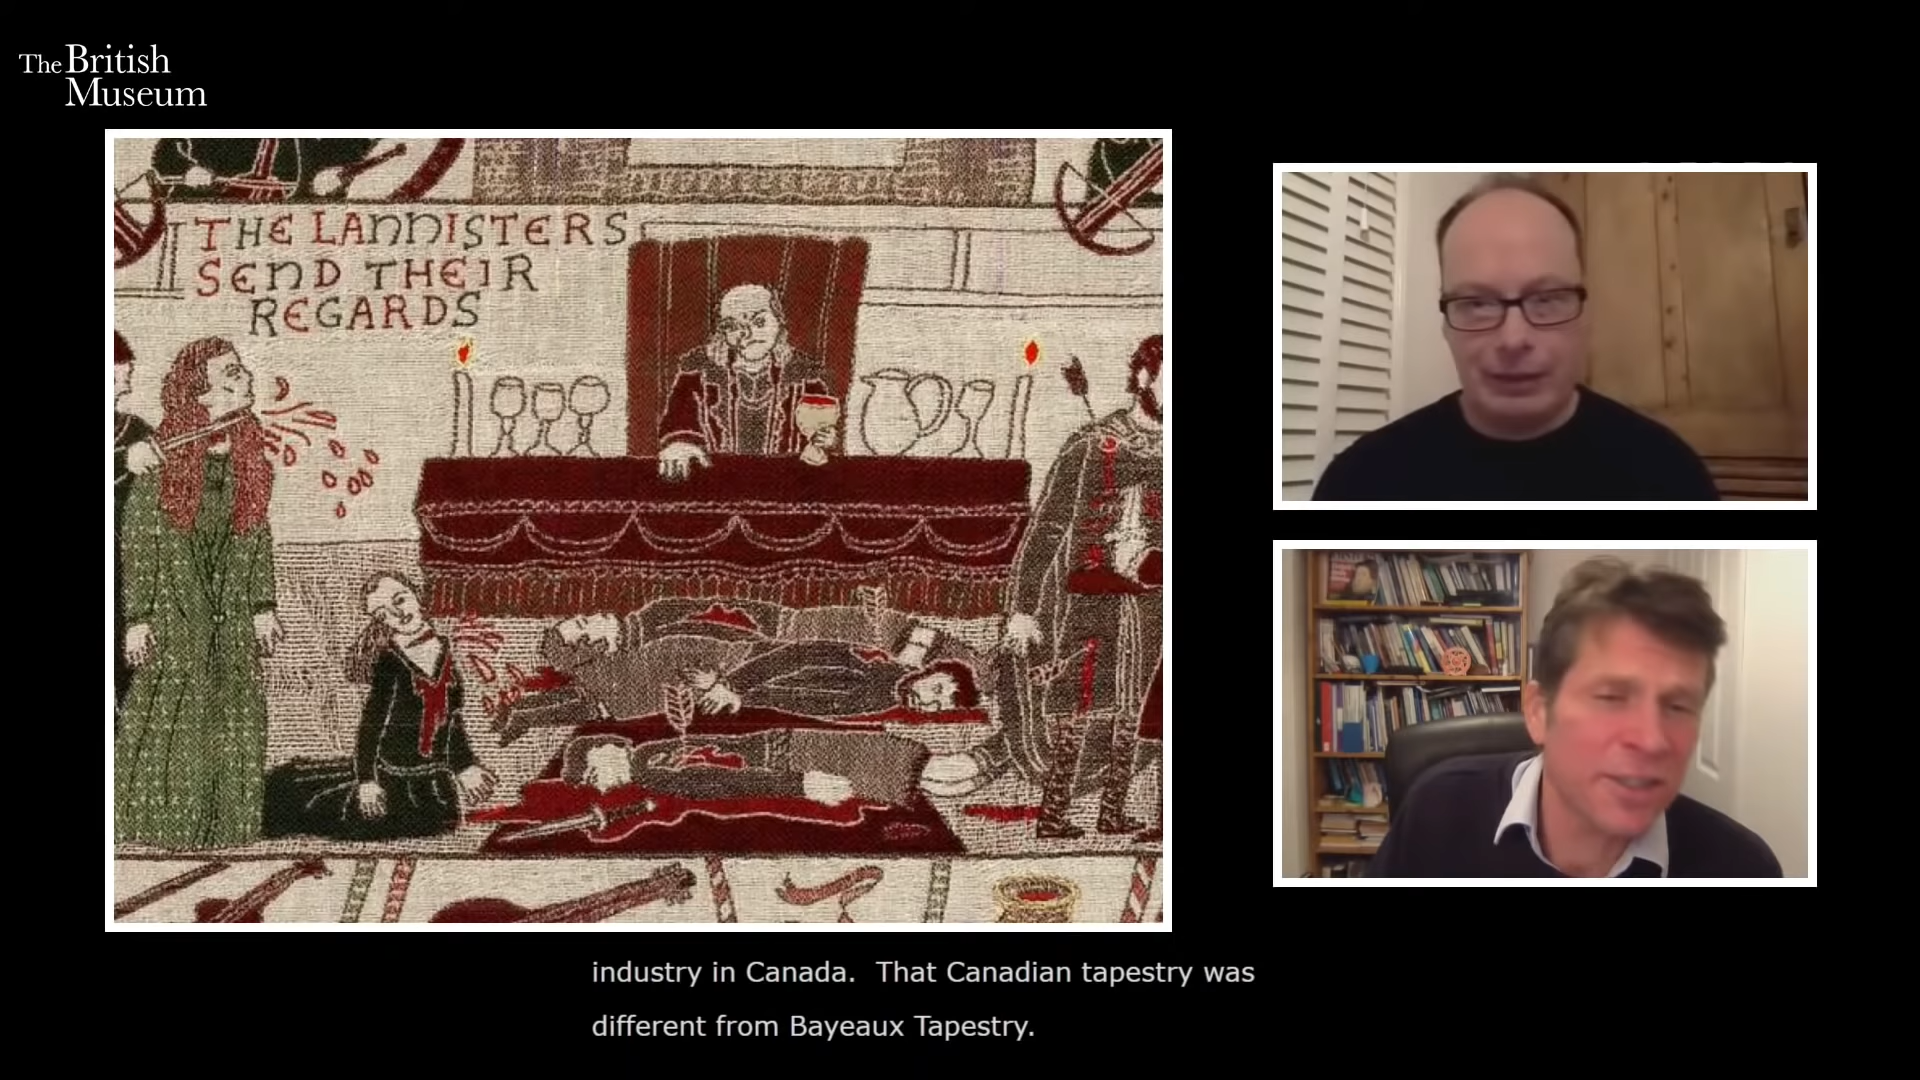 The British
Museum
THE LANNISTERS
SEND THEIR
REGARDS
industry in Canada.  That Canadian tapestry was
different from Bayeaux Tapestry.